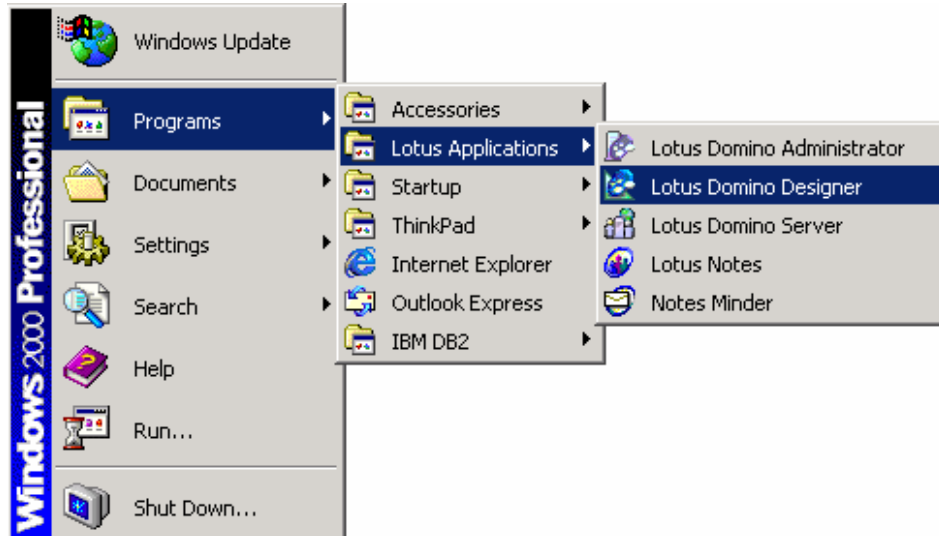 Windows 2000 Professional
Windows Update
Programs
Documents
Settings
Search
Help
Run...
Shut Down...
Accessories
Lotus Applications
Startup
ThinkPad
Internet Explorer
Outlook Express
IBM DB2
Lotus Domino Administrator
Lotus Domino Designer
Lotus Domino Server
Lotus Notes
Notes Minder